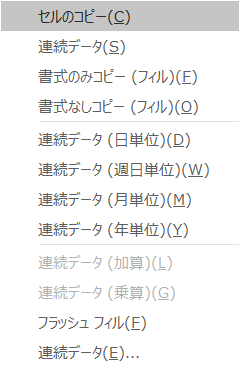 セルのコピー(C)
連続データ(S)
書式のみコピー (フィル)(F)
書式なしコピー (フィル)(O)
連続データ (日単位)(D)
連続データ (週日単位)(W)
連続データ (月単位)(M)
連続データ (年単位)(Y)
連続データ (加算)(L)
連続データ (乗算)(G)
フラッシュ フィル(F)
連続データ(E)...